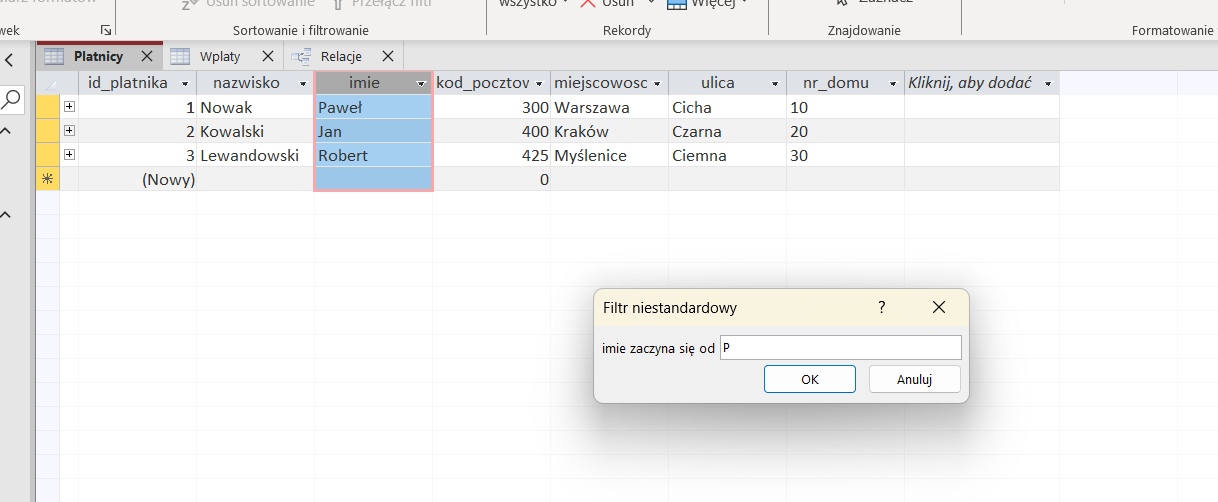 Usuń sortowanie Przełącz filtr wszystko Usuń Więcej Zaznacz
Sortowanie i filtrowanie Rekordy Znajdowanie Formatowanie
Platnicy Wplaty Relacje
id_platnika nazwisko imie kod_pocztow miejscowosc ulica nr_domu Kliknij, aby dodać
1 Nowak Paweł 300 Warszawa Cicha 10
2 Kowalski Jan 400 Kraków Czarna 20
3 Lewandowski Robert 425 Myślenice Ciemna 30
(Nowy) 0
Filtr niestandardowy ?
imie zaczyna się od P
OK Anuluj